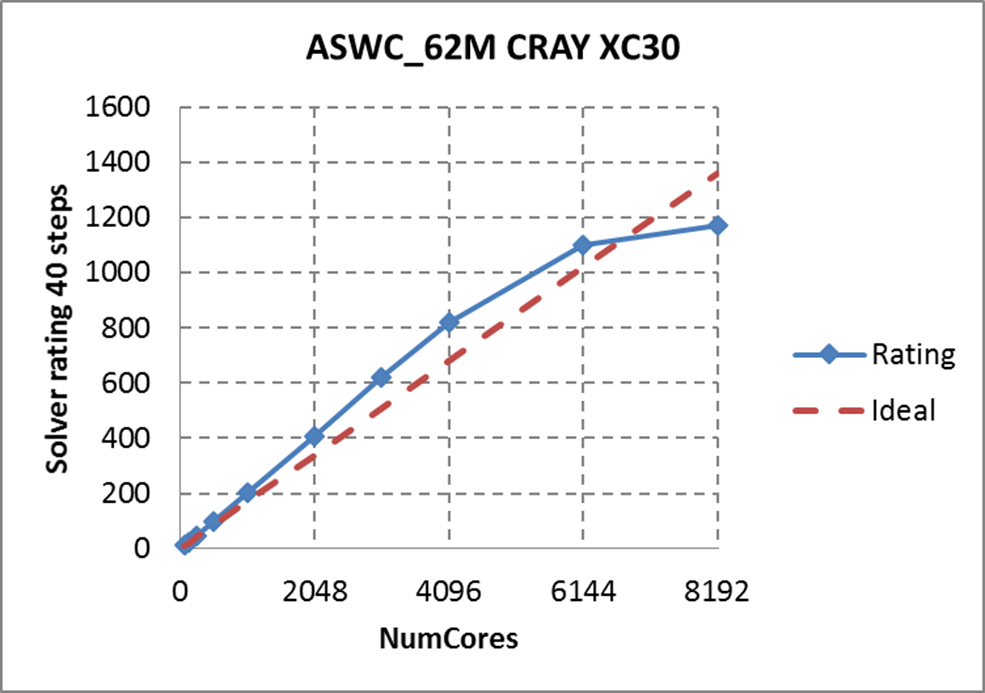 ASWC_62M CRAY XC30
Solver rating 40 steps
1600
1400
1200
1000
800
600
400
200
0
0 2048 4096 6144 8192
NumCores
Rating
Ideal